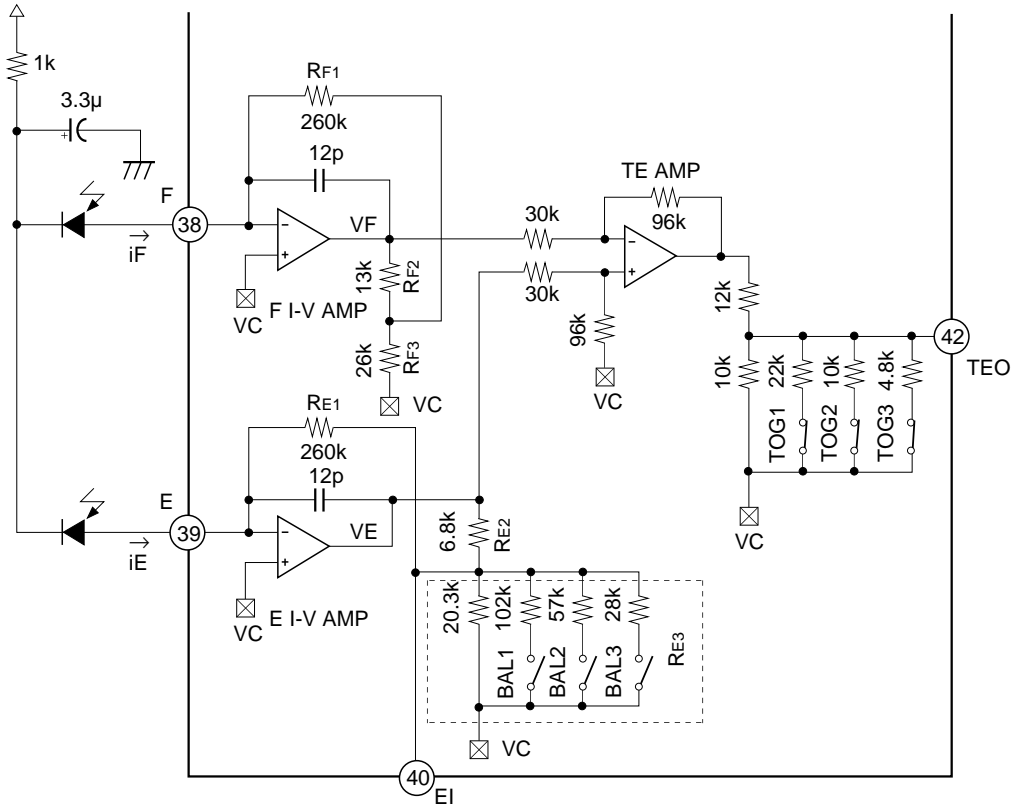 1k
3.3μ
+
RF1
260k
12p
TE AMP
F
38
iF
−
+
VF
VC
F I-V AMP
13k
RF2
26k
RF3
VC
30k
30k
96k
−
+
96k
VC
12k
42
TEO
10k
22k
10k
4.8k
TOG1
TOG2
TOG3
VC
RE1
260k
12p
E
39
iE
−
+
VE
VC
E I-V AMP
6.8k
RE2
20.3k
102k
57k
28k
BAL1
BAL2
BAL3
RE3
VC
40
EI